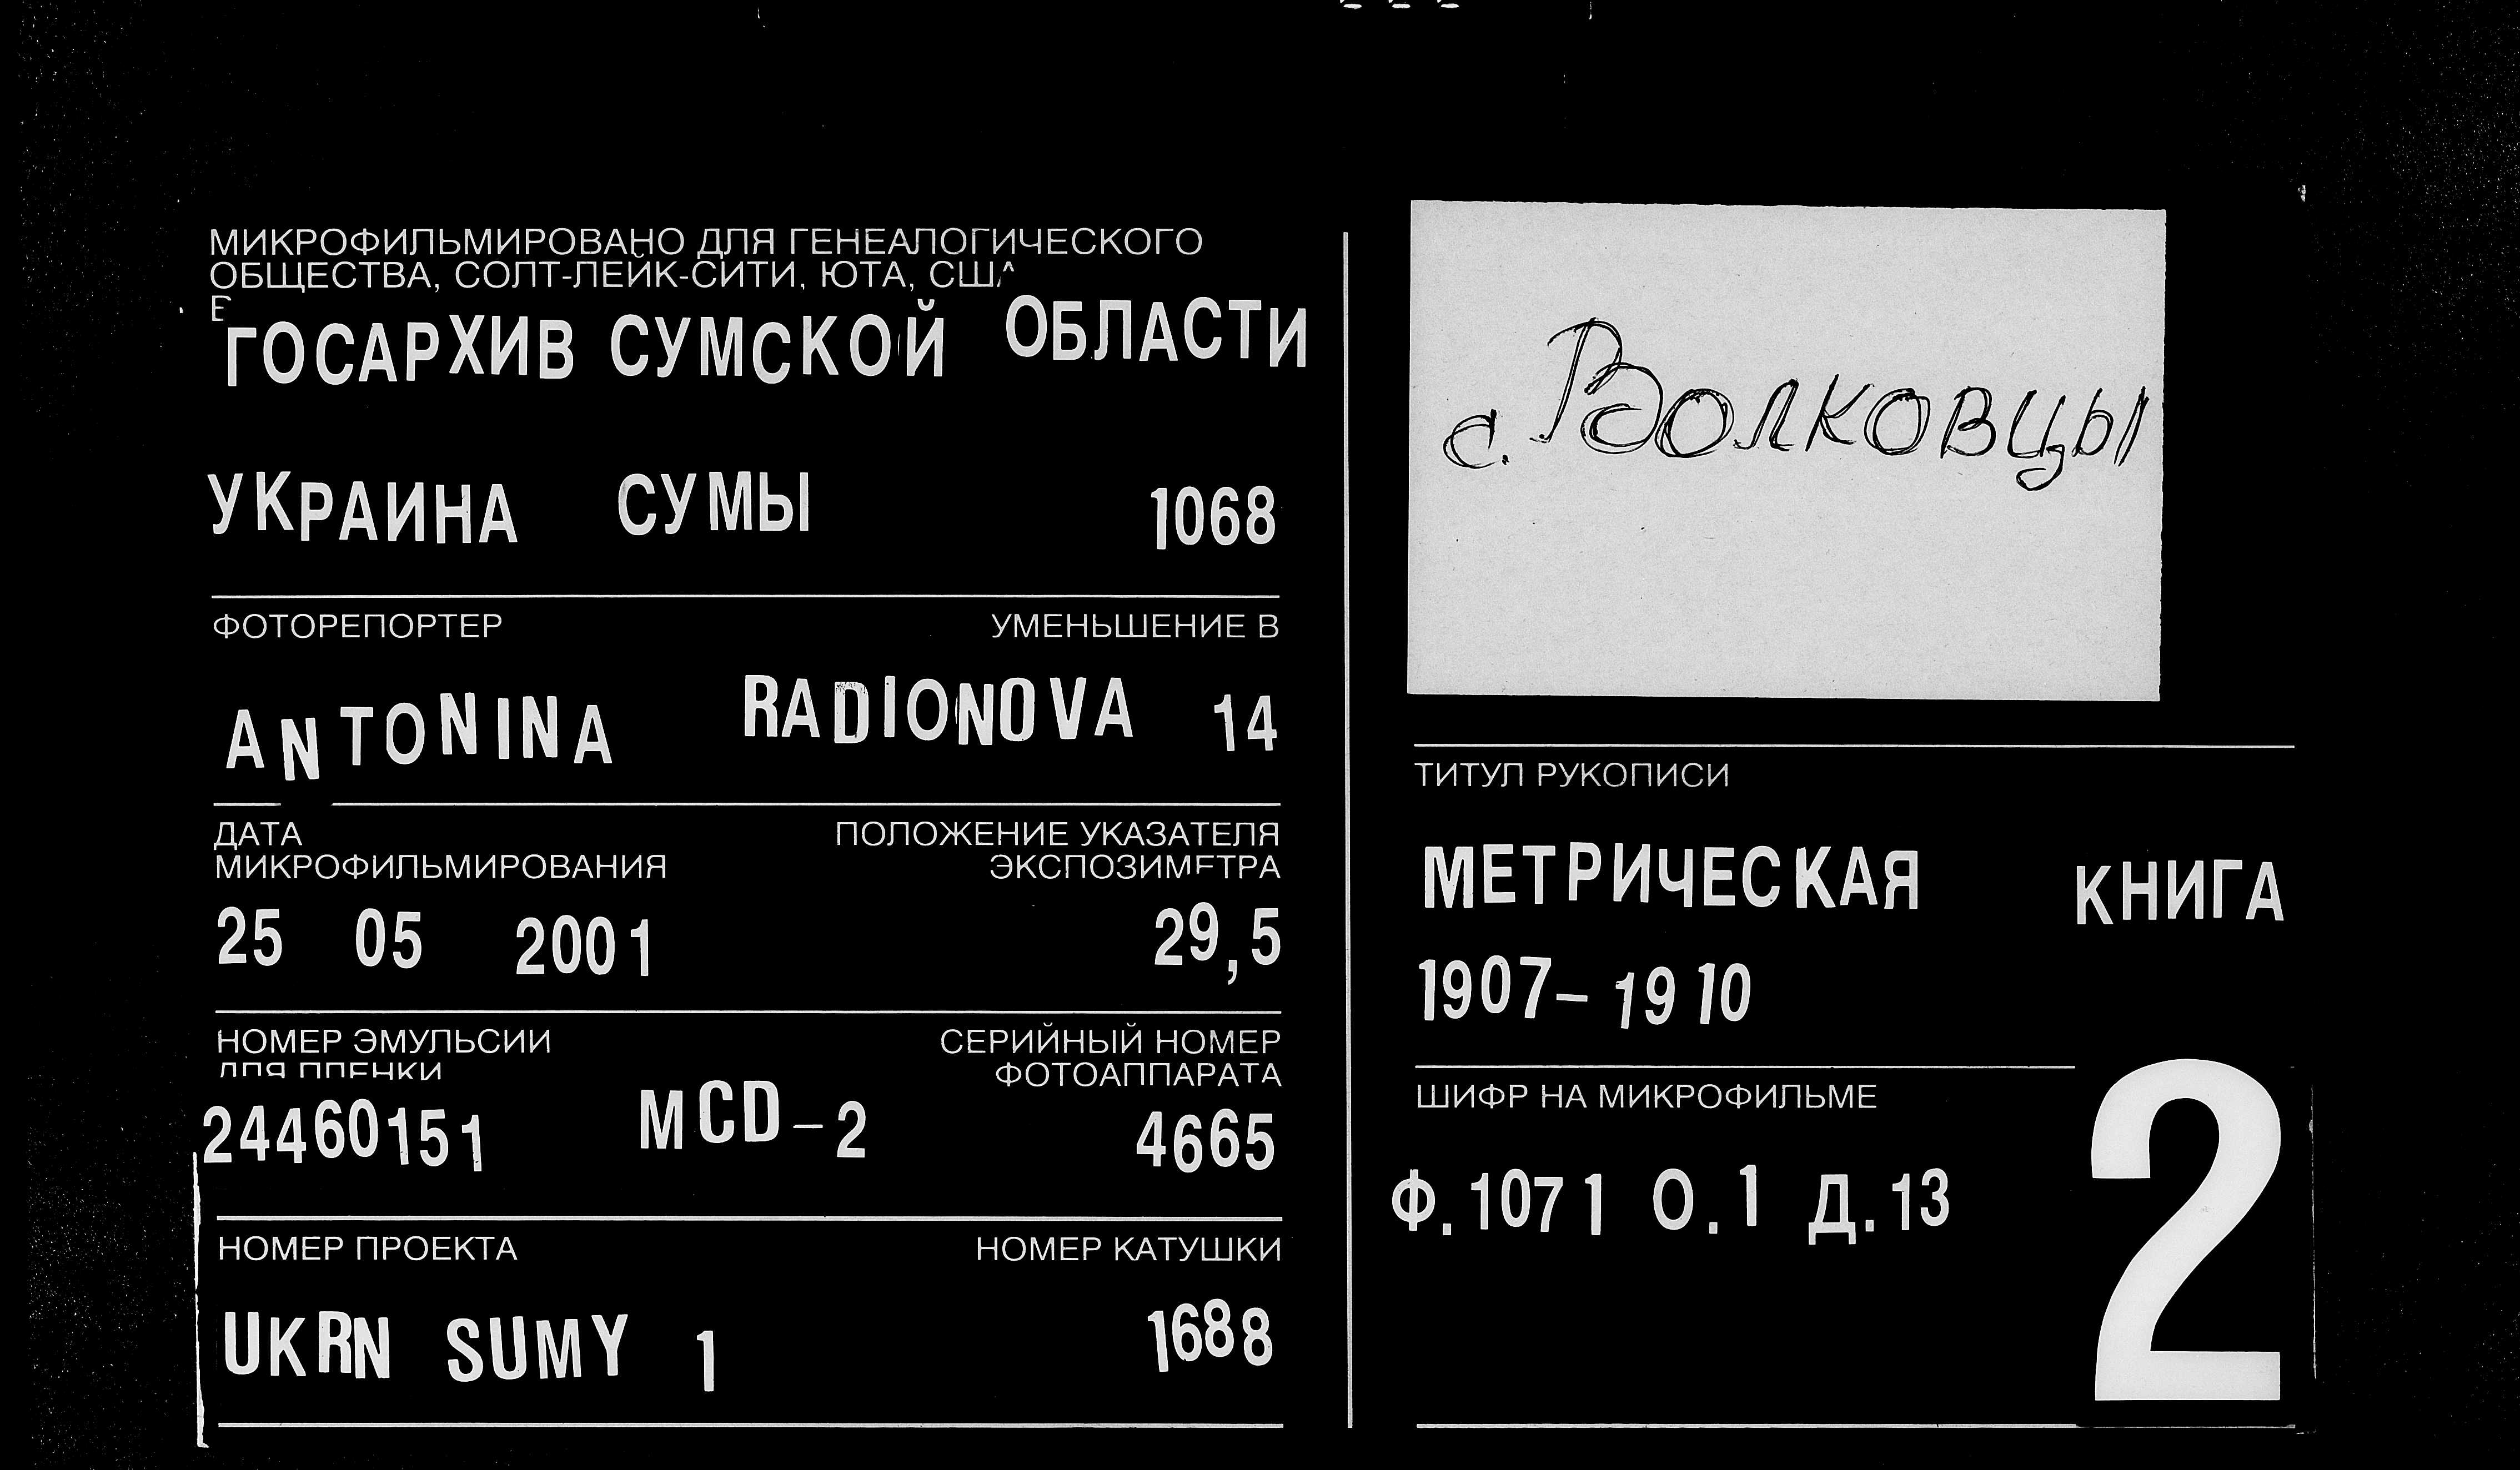 МИКРОФИЛЬМИРОВАНО ДЛЯ ГЕНЕАЛОГИЧЕСКОГО
ОБЩЕСТВА, СОЛТ-ЛЕЙК-СИТИ, ЮТА, США
В
ГОСАРХИВ СУМСКОЙ ОБЛАСТИ
УКРАИНА СУМЫ 1068
ФОТОРЕПОРТЕР УМЕНЬШЕНИЕ В
ANTONINA RADIONOVA 14
ДАТА ПОЛОЖЕНИЕ УКАЗАТЕЛЯ
МИКРОФИЛЬМИРОВАНИЯ ЭКСПОЗИМЕТРА
25 05 2001 29,5
НОМЕР ЭМУЛЬСИИ СЕРИЙНЫЙ НОМЕР
ДЛЯ ПЛЕНКИ ФОТОАППАРАТА
24460151 MCD-2 4665
НОМЕР ПРОЕКТА НОМЕР КАТУШКИ
UKRN SUMY 1 1688
с. Волковцы
ТИТУЛ РУКОПИСИ
МЕТРИЧЕСКАЯ КНИГА
1907-1910
ШИФР НА МИКРОФИЛЬМЕ
Ф.1071 О.1 Д.13
2